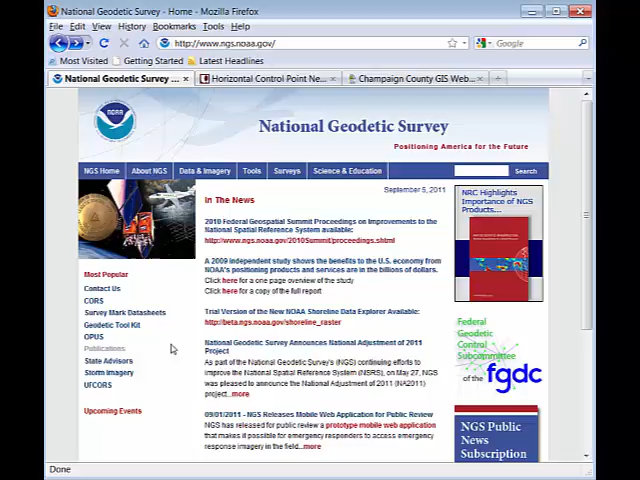 National Geodetic Survey - Home - Mozilla Firefox
File Edit View History Bookmarks Tools Help
http://www.ngs.noaa.gov/
Google
Most Visited Getting Started Latest Headlines
National Geodetic Survey ... Horizontal Control Point Ne... Champaign County GIS Web...
NOAA
National Geodetic Survey
Positioning America for the Future
NGS Home About NGS Data & Imagery Tools Surveys Science & Education Search
September 5, 2011
In The News
2010 Federal Geospatial Summit Proceedings on Improvements to the
National Spatial Reference System available:
http://www.ngs.noaa.gov/2010Summit/proceedings.shtml
A 2009 independent study shows the benefits to the U.S. economy from
NOAA's positioning products and services are in the billions of dollars.
Click here for a one page overview of the study
Click here for a copy of the full report
Trial Version of the New NOAA Shoreline Data Explorer Available:
http://beta.ngs.noaa.gov/shoreline_raster
National Geodetic Survey Announces National Adjustment of 2011
Project
As part of the National Geodetic Survey's (NGS) continuing efforts to
improve the National Spatial Reference System (NSRS), on May 27, NGS
was pleased to announce the National Adjustment of 2011 (NA2011)
project...more
09/01/2011 - NGS Releases Mobile Web Application for Public Review
NGS has released for public review a prototype mobile web application
that makes it possible for emergency responders to access emergency
response imagery in the field...more
Most Popular
Contact Us
CORS
Survey Mark Datasheets
Geodetic Tool Kit
OPUS
Publications
State Advisors
Storm Imagery
UFCORS
Upcoming Events
NRC Highlights
Importance of NGS
Products...
Federal
Geodetic
Control
Subcommittee
of the fgdc
NGS Public
News
Subscription
Done